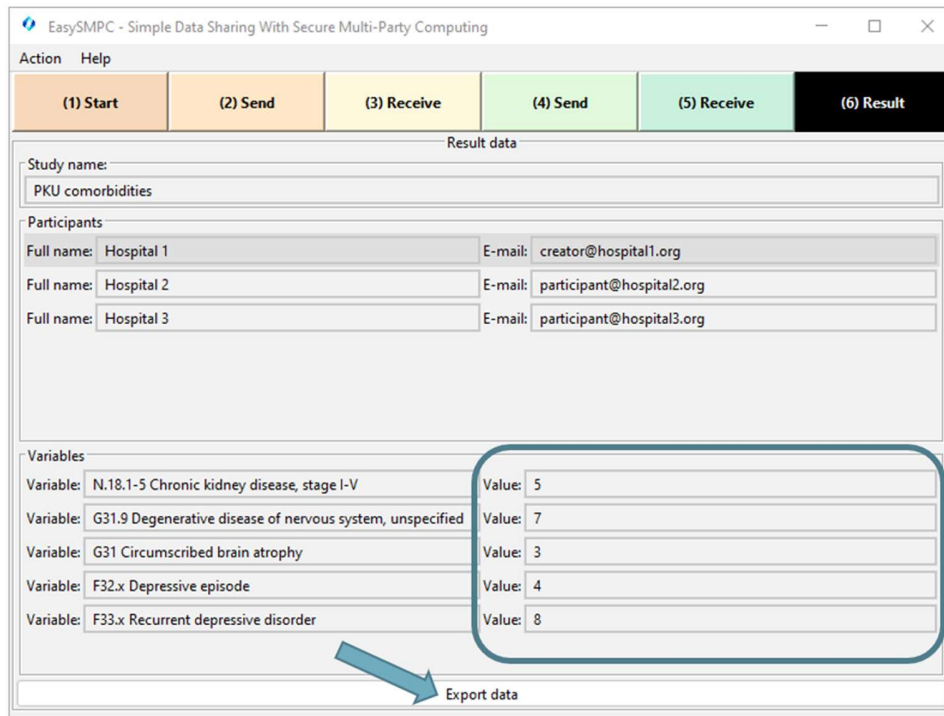 EasySMPC - Simple Data Sharing With Secure Multi-Party Computing
Action Help
(1) Start (2) Send (3) Receive (4) Send (5) Receive (6) Result
Result data
Study name:
PKU comorbidities
Participants
Full name: Hospital 1 E-mail: creator@hospital1.org
Full name: Hospital 2 E-mail: participant@hospital2.org
Full name: Hospital 3 E-mail: participant@hospital3.org
Variables
Variable: N.18.1-5 Chronic kidney disease, stage I-V Value: 5
Variable: G31.9 Degenerative disease of nervous system, unspecified Value: 7
Variable: G31 Circumscribed brain atrophy Value: 3
Variable: F32.x Depressive episode Value: 4
Variable: F33.x Recurrent depressive disorder Value: 8
Export data